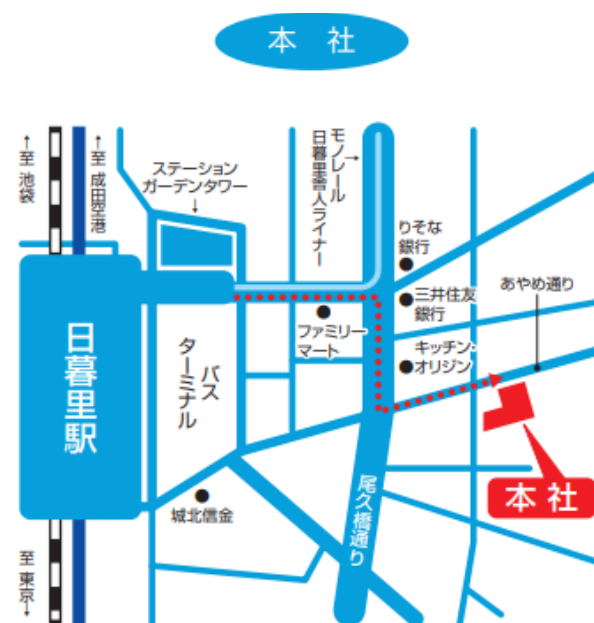 本 社
↑至 池袋
↑至 成田空港
ステーション
ガーデンタワー
↓
モノレール→
日暮里舎人ライナー
りそな
銀行
三井住友
銀行
あやめ通り
ファミリー
マート
キッチン・
オリジン
日暮里駅
バス
ターミナル
城北信金
尾久橋通り
本 社
至 東京↓